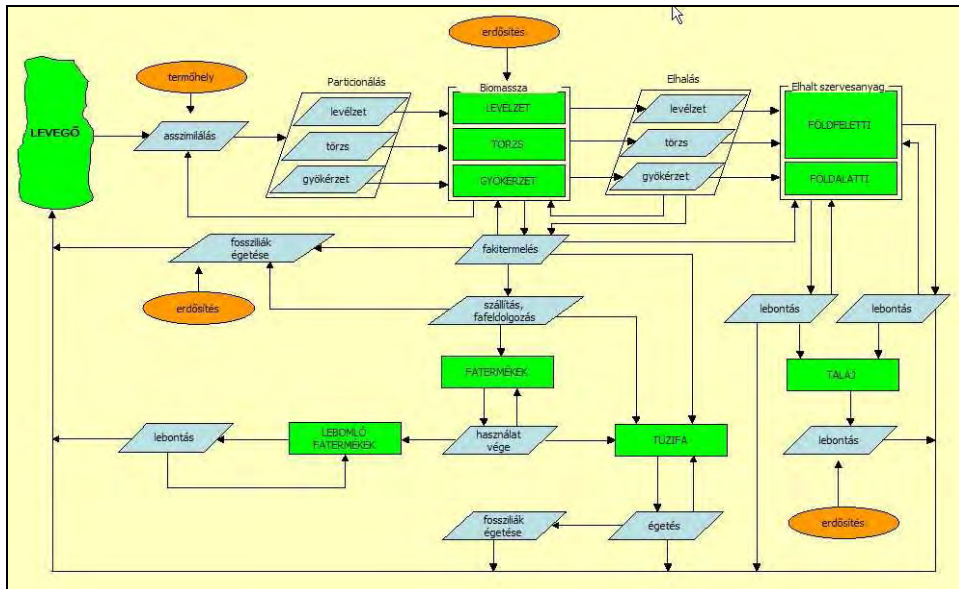 erdősítés
termőhely
Particionálás
Biomassza
Elhalás
Elhalt szervesanyag
LEVEGŐ
asszimilálás
levélzet
törzs
gyökérzet
LEVÉLZET
TÖRZS
GYÖKÉRZET
levélzet
törzs
gyökérzet
FÖLDFELETTI
FÖLDALATTI
fossziliák
égetése
fakitermelés
erdősítés
szállítás,
fafeldolgozás
lebontás
lebontás
FATERMÉKEK
TALAJ
lebontás
LEBOMLÓ
FATERMÉKEK
használat
vége
TŰZIFA
lebontás
fossziliák
égetése
égetés
erdősítés